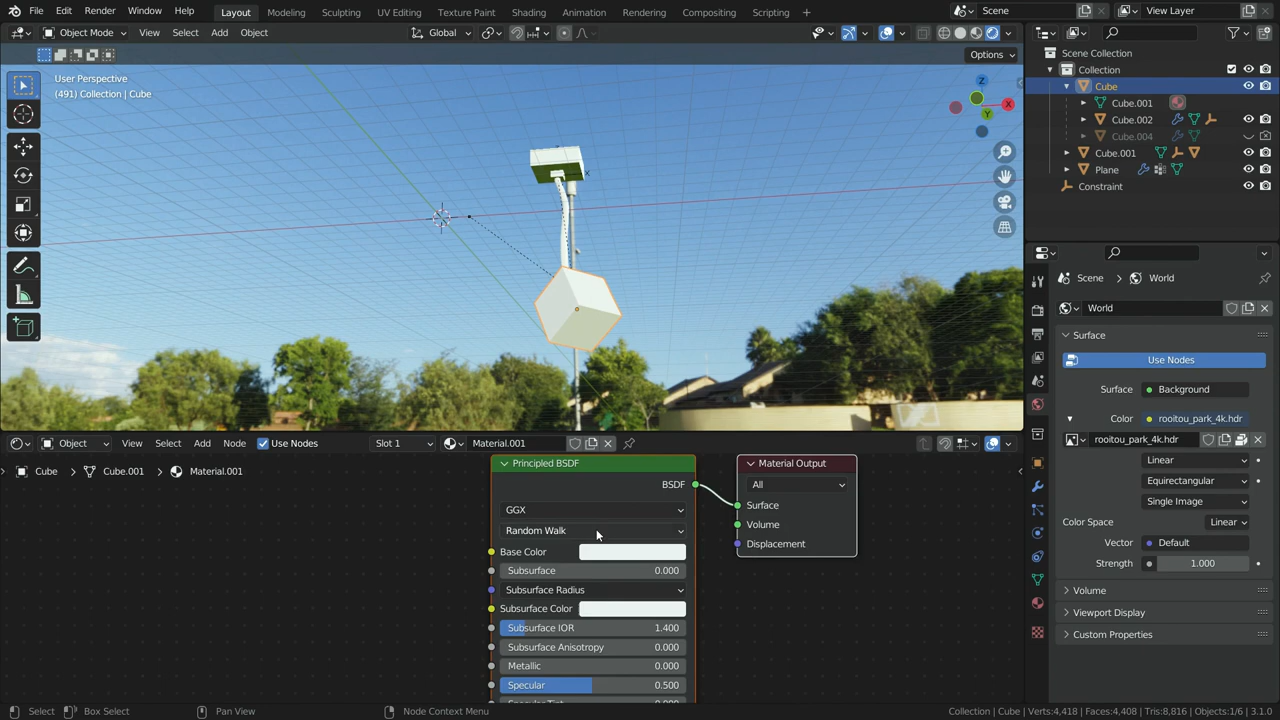 File Edit Render Window Help Layout Modeling Sculpting UV Editing Texture Paint Shading Animation Rendering Compositing Scripting Scene View Layer
Object Mode View Select Add Object Global
Options
User Perspective
(491) Collection | Cube
Z
X
Y
Scene Collection
Collection
Cube
Cube.001
Cube.002
Cube.004
Cube.001
Plane
Constraint
Scene World
World
Surface
Use Nodes
Surface Background
Color rooitou_park_4k.hdr
rooitou_park_4k.hdr
Linear
Equirectangular
Single Image
Color Space Linear
Vector Default
Strength 1.000
Volume
Viewport Display
Custom Properties
Object View Select Add Node Use Nodes Slot 1 Material.001
Cube Cube.001 Material.001
Principled BSDF
BSDF
GGX
Random Walk
Base Color
Subsurface 0.000
Subsurface Radius
Subsurface Color
Subsurface IOR 1.400
Subsurface Anisotropy 0.000
Metallic 0.000
Specular 0.500
Material Output
All
Surface
Volume
Displacement
Select Box Select Pan View Node Context Menu Collection | Cube | Verts:4,418 | Faces:4,408 | Tris:8,816 | Objects:1/6 | 3.1.0